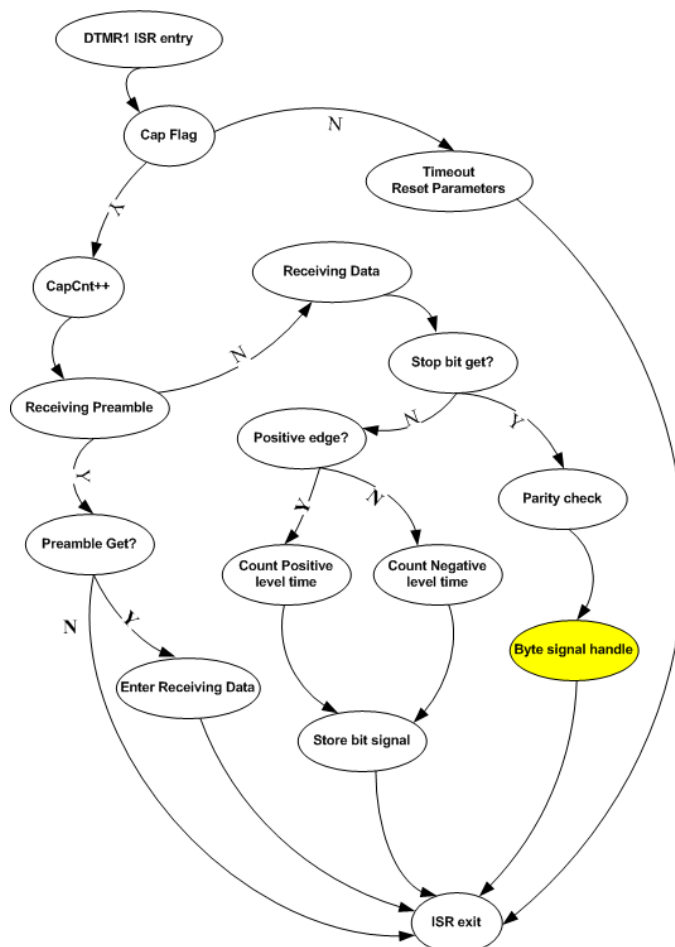 DTMR1 ISR entry
Cap Flag
N
Timeout
Reset Parameters
Y
CapCnt++
Receiving Data
N
Stop bit get?
Receiving Preamble
N
Y
Positive edge?
Y
Y
N
Parity check
Preamble Get?
Count Positive
level time
Count Negative
level time
N
Y
Byte signal handle
Enter Receiving Data
Store bit signal
ISR exit